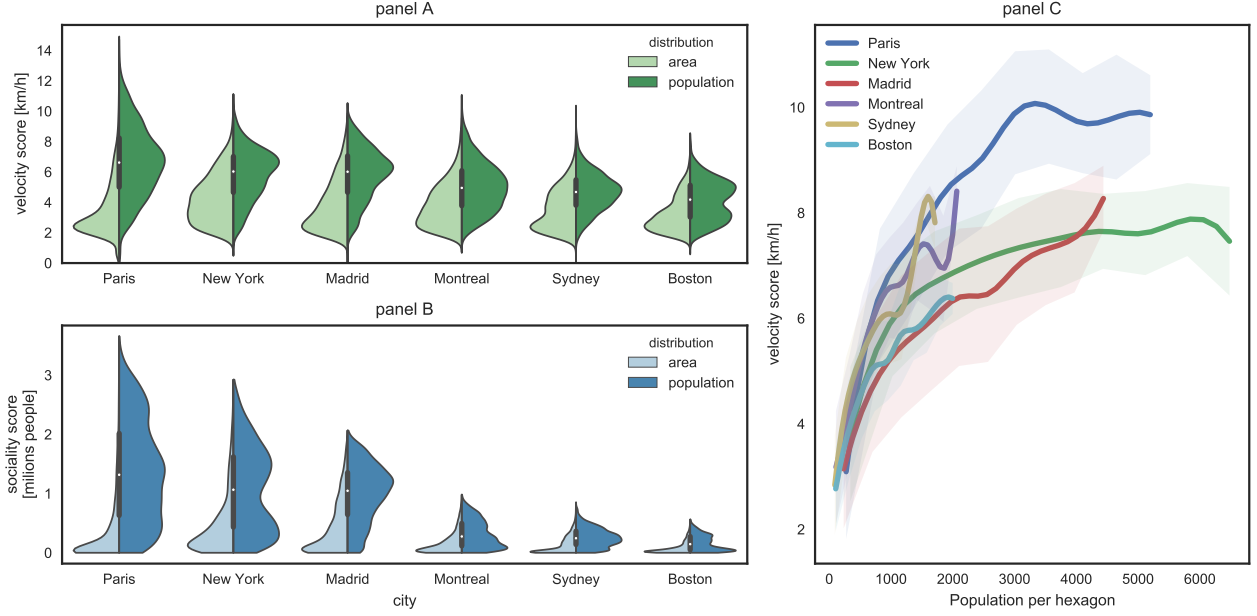 panel A
velocity score [km/h]
14
12
10
8
6
4
2
0
distribution
area
population
Paris
New York
Madrid
Montreal
Sydney
Boston
panel B
sociality score
[milions people]
3
2
1
0
distribution
area
population
Paris
New York
Madrid
Montreal
Sydney
Boston
city
panel C
velocity score [km/h]
10
8
6
4
2
Paris
New York
Madrid
Montreal
Sydney
Boston
0
1000
2000
3000
4000
5000
6000
Population per hexagon